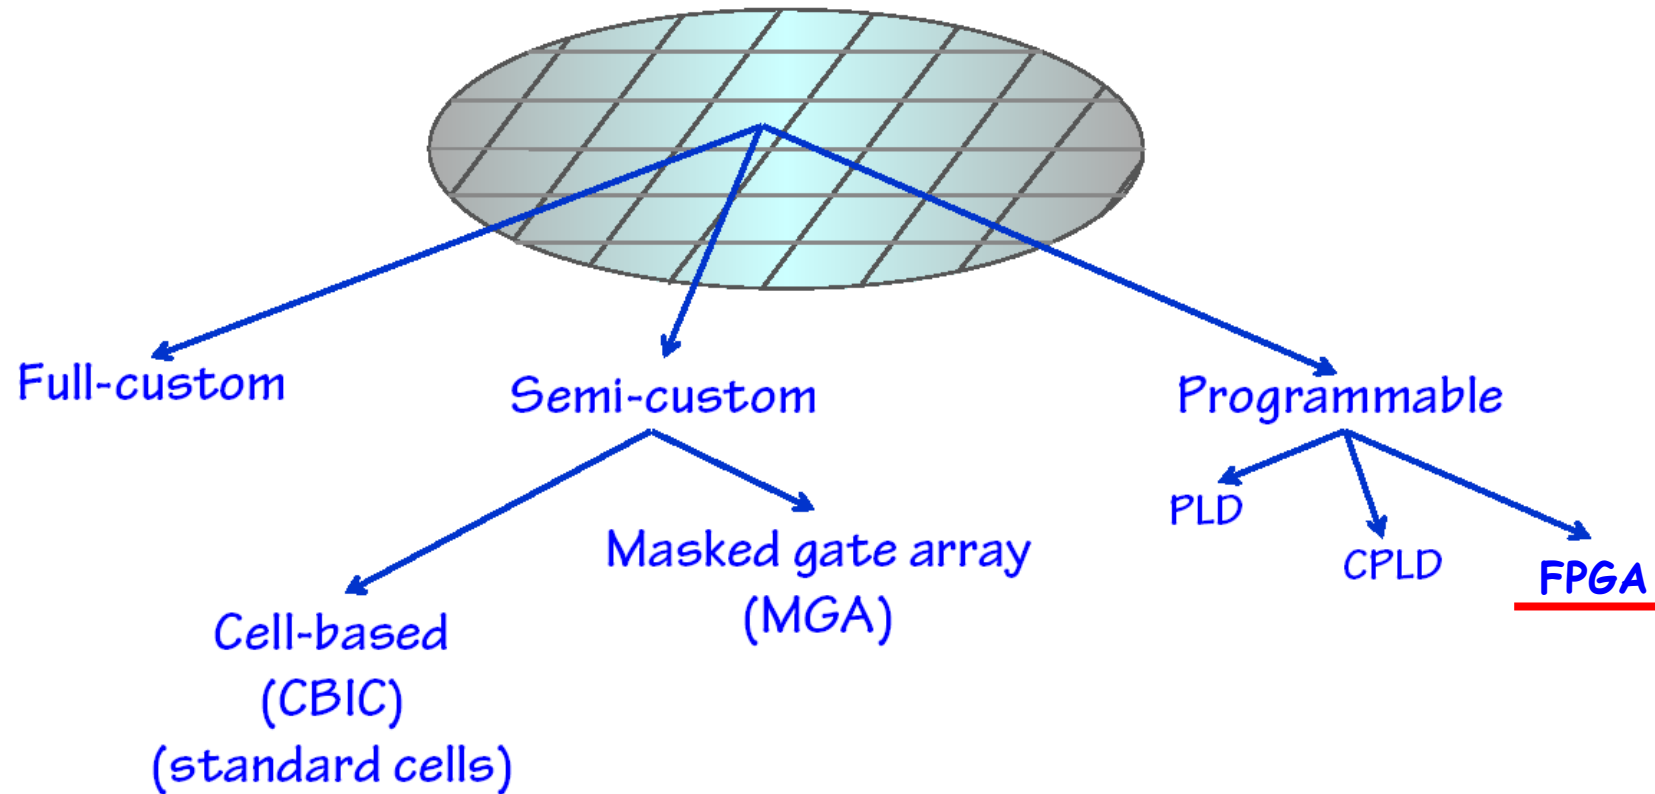 Full-custom
Semi-custom
Programmable
PLD
CPLD
FPGA
Masked gate array
(MGA)
Cell-based
(CBIC)
(standard cells)